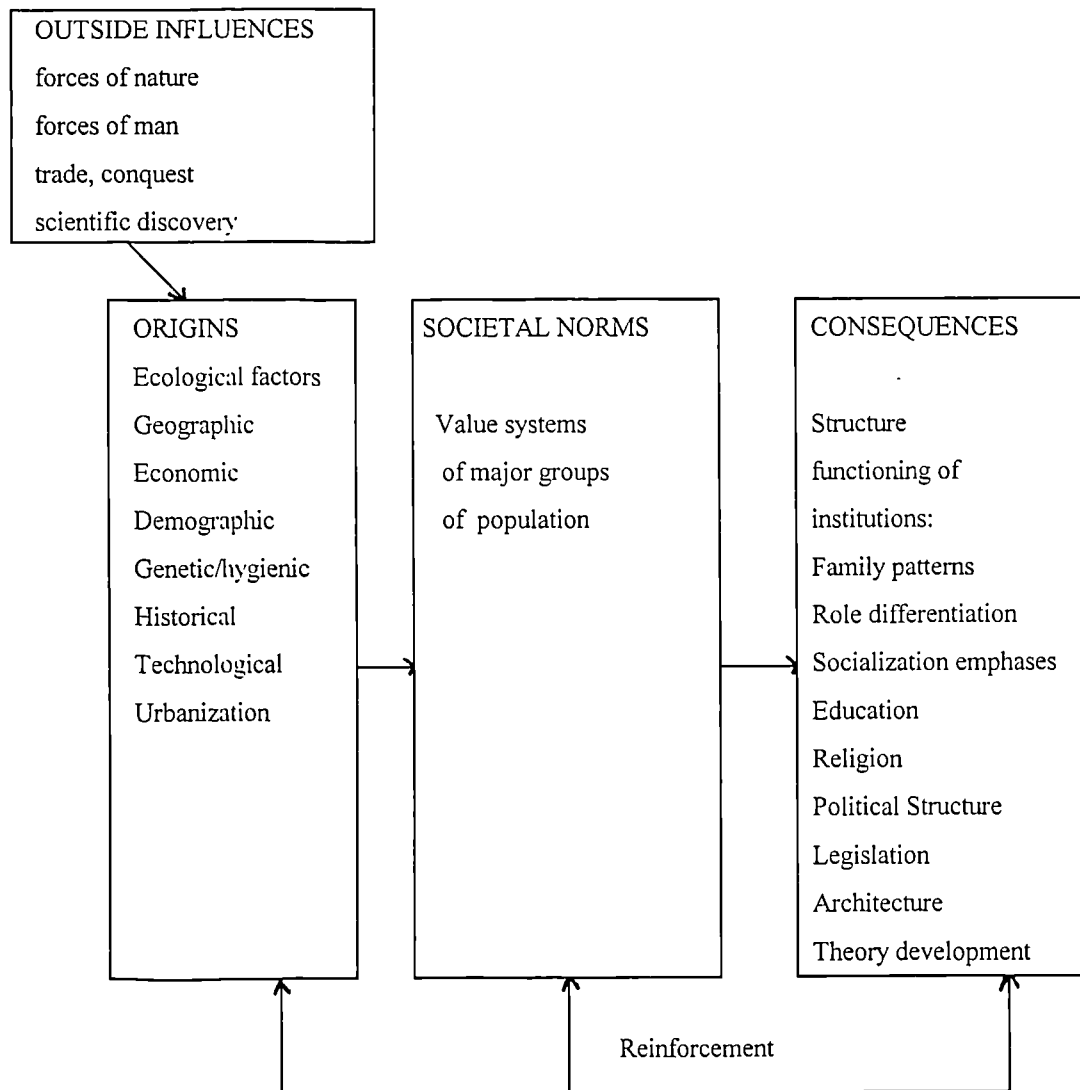 OUTSIDE INFLUENCES
forces of nature
forces of man
trade, conquest
scientific discovery
ORIGINS
Ecological factors
Geographic
Economic
Demographic
Genetic/hygienic
Historical
Technological
Urbanization
SOCIETAL NORMS
Value systems
of major groups
of population
CONSEQUENCES
Structure
functioning of
institutions:
Family patterns
Role differentiation
Socialization emphases
Education
Religion
Political Structure
Legislation
Architecture
Theory development
Reinforcement